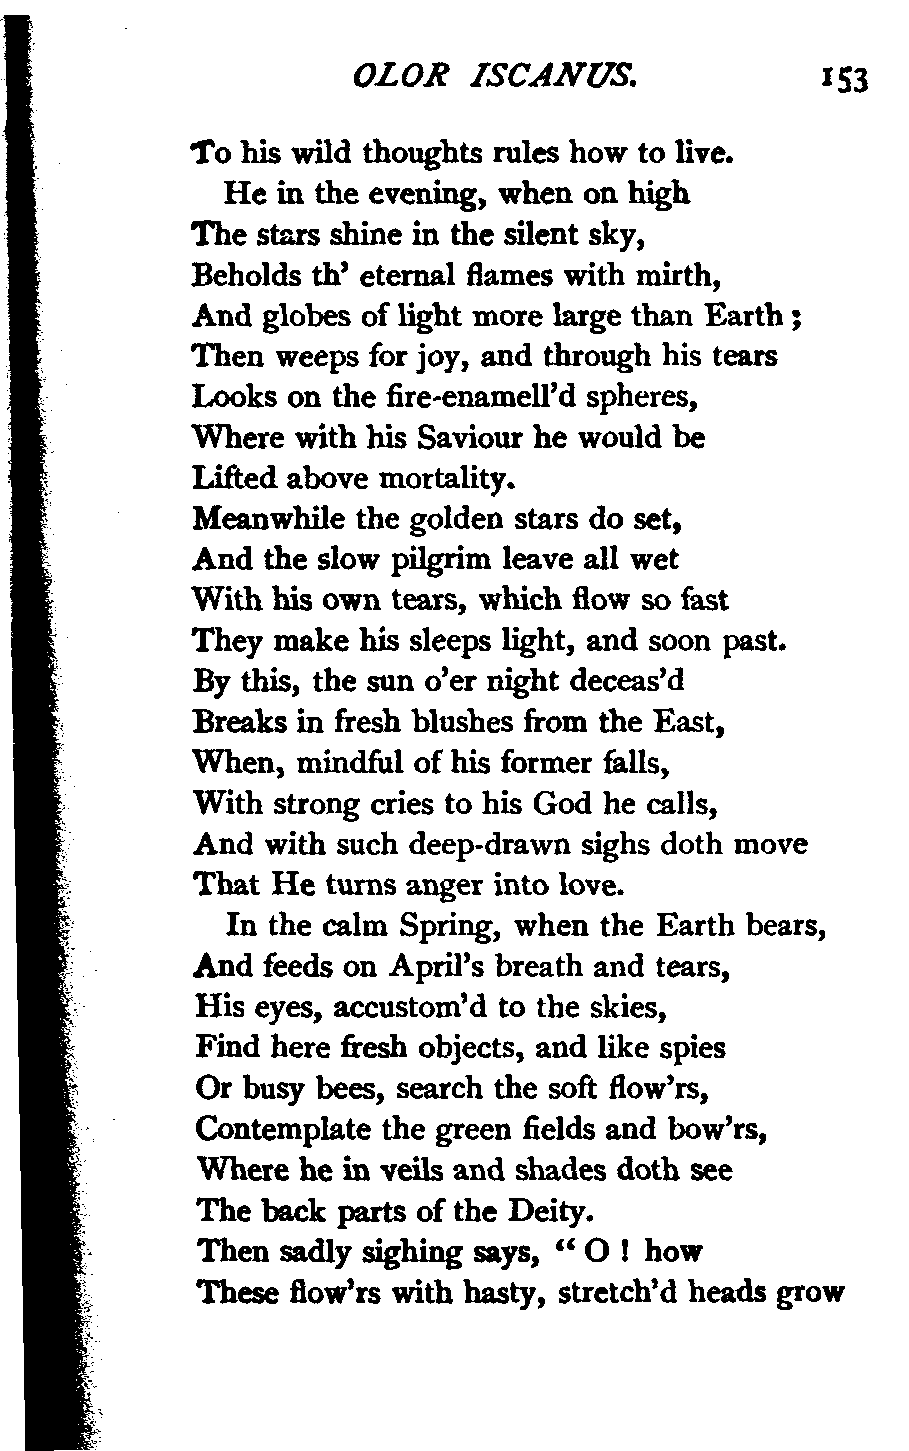 OLOR ISCANUS. 153
To his wild thoughts rules how to live.
He in the evening, when on high
The stars shine in the silent sky,
Beholds th' eternal flames with mirth,
And globes of light more large than Earth ;
Then weeps for joy, and through his tears
Looks on the fire-enamell'd spheres,
Where with his Saviour he would be
Lifted above mortality.
Meanwhile the golden stars do set,
And the slow pilgrim leave all wet
With his own tears, which flow so fast
They make his sleeps light, and soon past.
By this, the sun o'er night deceas'd
Breaks in fresh blushes from the East,
When, mindful of his former falls,
With strong cries to his God he calls,
And with such deep-drawn sighs doth move
That He turns anger into love.
In the calm Spring, when the Earth bears,
And feeds on April's breath and tears,
His eyes, accustom'd to the skies,
Find here fresh objects, and like spies
Or busy bees, search the soft flow'rs,
Contemplate the green fields and bow'rs,
Where he in veils and shades doth see
The back parts of the Deity.
Then sadly sighing says, “ O ! how
These flow'rs with hasty, stretch'd heads grow